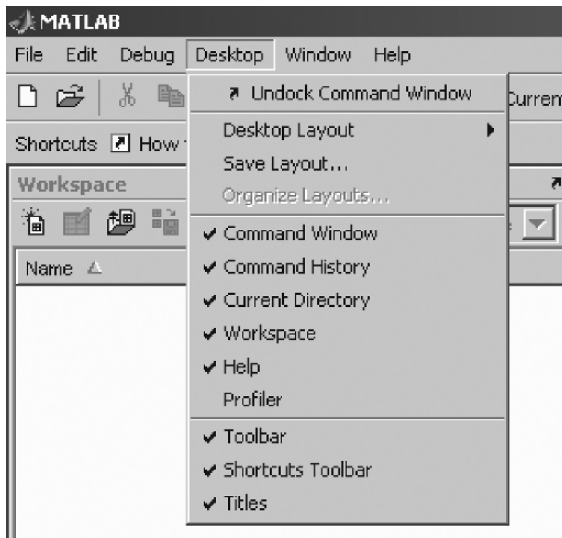 MATLAB
File Edit Debug Desktop Window Help
Undock Command Window
Desktop Layout
Save Layout...
Organize Layouts...
Command Window
Command History
Current Directory
Workspace
Help
Profiler
Toolbar
Shortcuts Toolbar
Titles
Curren
Shortcuts How
Workspace
Name